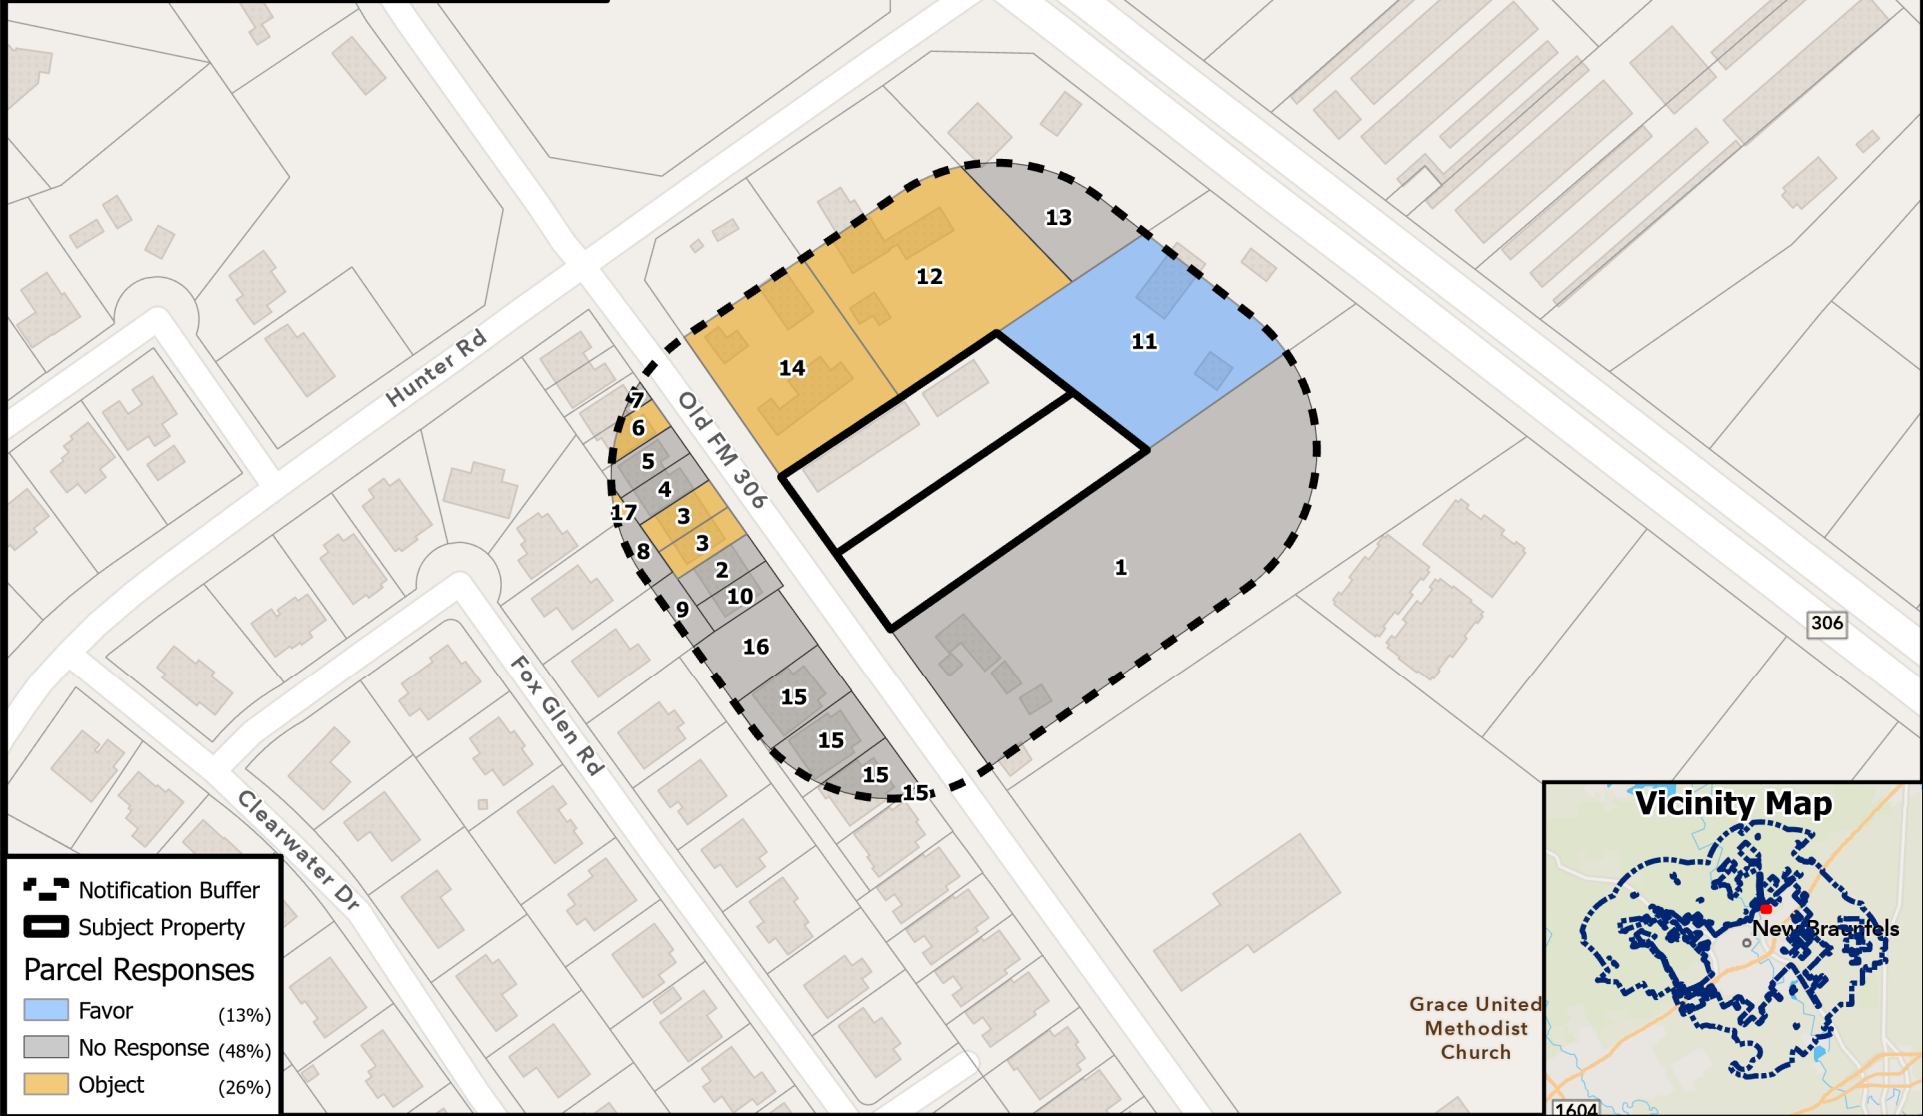 13
12
11
14
Hunter Rd
7
6
5
4
17
3
8
3
2
10
9
16
15
15
15
15
1
Old FM 306
306
Fox Glen Rd
Clearwater Dr
Grace United
Methodist
Church
Notification Buffer
Subject Property
Parcel Responses
Favor (13%)
No Response (48%)
Object (26%)
Vicinity Map
New Braunfels
1604